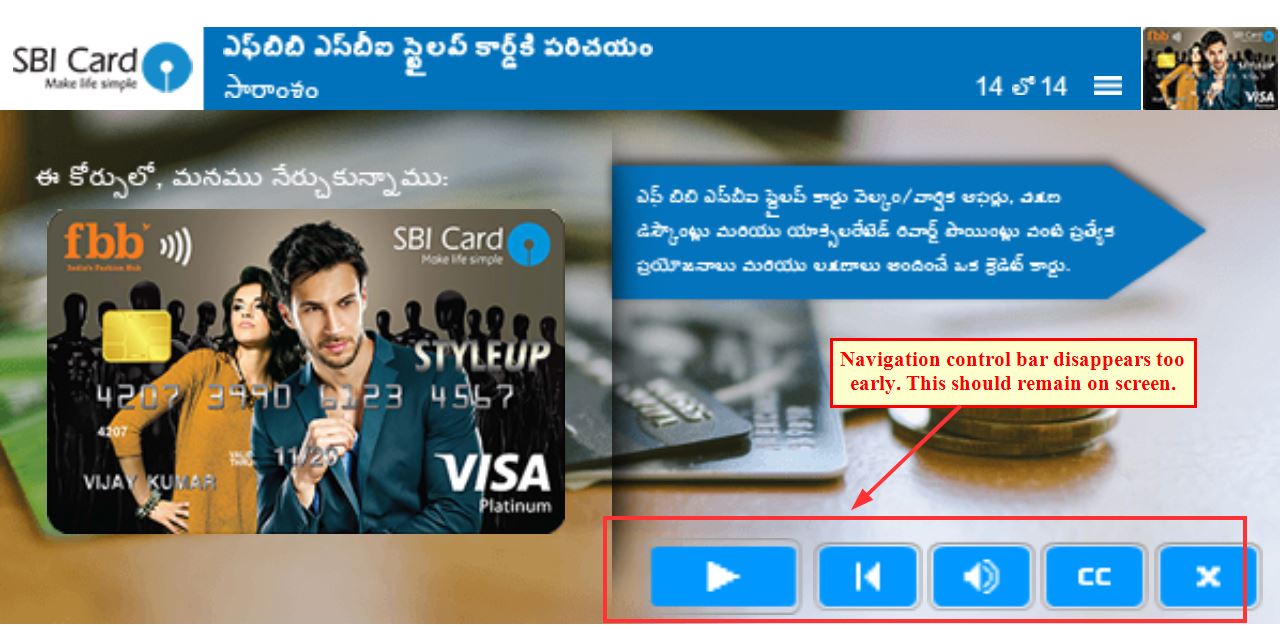 SBI Card
Make life simple
ఎఫ్‌బిబి ఎస్‌బీఐ స్టైలప్ కార్డ్‌కి పరిచయం
సారాంశం
14 లో 14
fbb
SBI Card
VISA
ఈ కోర్సులో, మనము నేర్చుకున్నాము:
fbb
India's Fashion Hub
SBI Card
Make life simple
STYLEUP
4207 3990 6123 4567
4207
VALID THRU 11/20
VIJAY KUMAR
VISA
Platinum
ఎఫ్ బిబి ఎస్‌బీఐ స్టైలప్ కార్డు వెల్కం/వార్షిక ఆఫర్లు, వీక్షణ
డిస్కౌంట్లు మరియు యాక్సెలరేటెడ్ రివార్డ్ పాయింట్లు వంటి ప్రత్యేక
ప్రయోజనాలు మరియు లక్షణాలు అందించే ఒక క్రెడిట్ కార్డు.
Navigation control bar disappears too
early. This should remain on screen.
CC